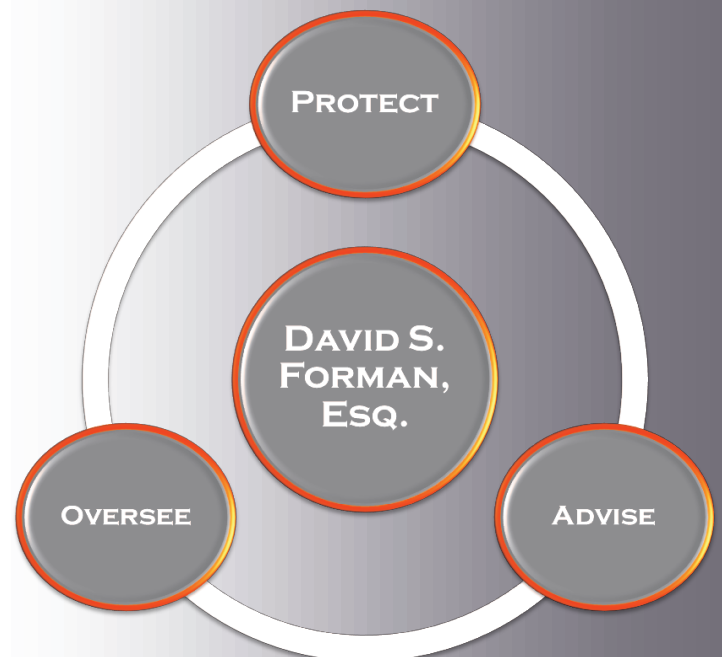 PROTECT
DAVID S.
FORMAN,
ESQ.
OVERSEE
ADVISE